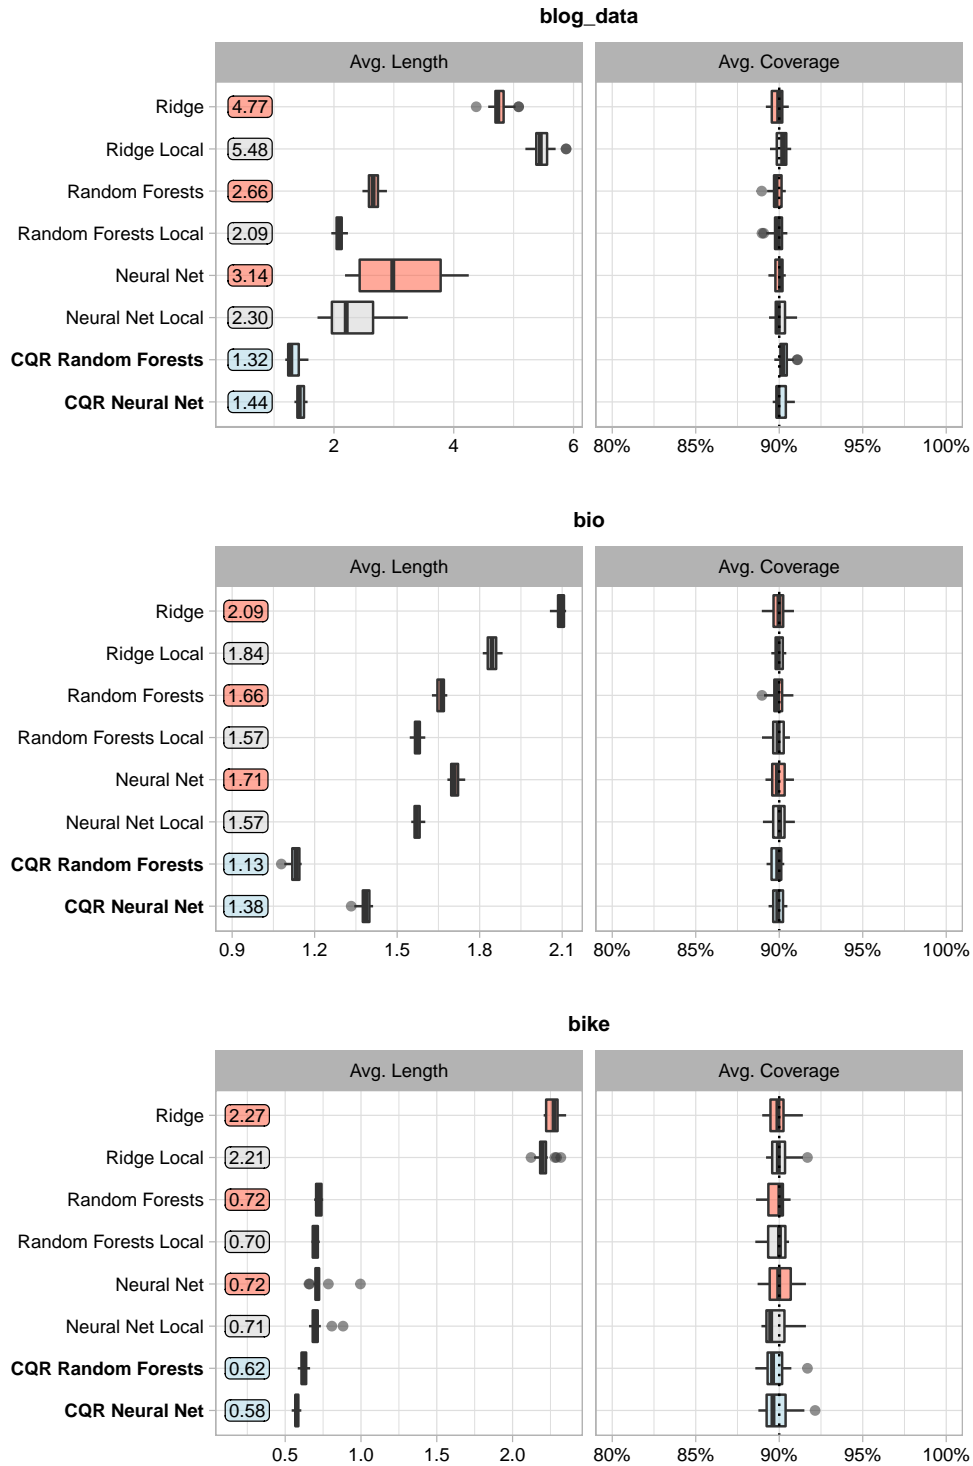 blog_data
Avg. Length Avg. Coverage
Ridge 4.77
Ridge Local 5.48
Random Forests 2.66
Random Forests Local 2.09
Neural Net 3.14
Neural Net Local 2.30
CQR Random Forests 1.32
CQR Neural Net 1.44
2 4 6 80% 85% 90% 95% 100%
bio
Avg. Length Avg. Coverage
Ridge 2.09
Ridge Local 1.84
Random Forests 1.66
Random Forests Local 1.57
Neural Net 1.71
Neural Net Local 1.57
CQR Random Forests 1.13
CQR Neural Net 1.38
0.9 1.2 1.5 1.8 2.1 80% 85% 90% 95% 100%
bike
Avg. Length Avg. Coverage
Ridge 2.27
Ridge Local 2.21
Random Forests 0.72
Random Forests Local 0.70
Neural Net 0.72
Neural Net Local 0.71
CQR Random Forests 0.62
CQR Neural Net 0.58
0.5 1.0 1.5 2.0 80% 85% 90% 95% 100%